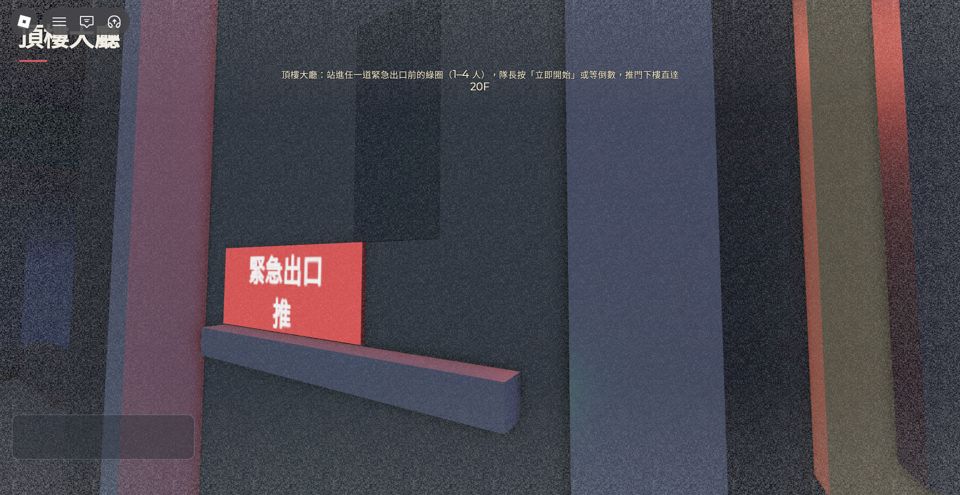 頂樓大廳
頂樓大廳：站進任一道緊急出口前的綠圈（1–4 人），隊長按「立即開始」或等倒數，推門下樓直達
20F
緊急出口
推